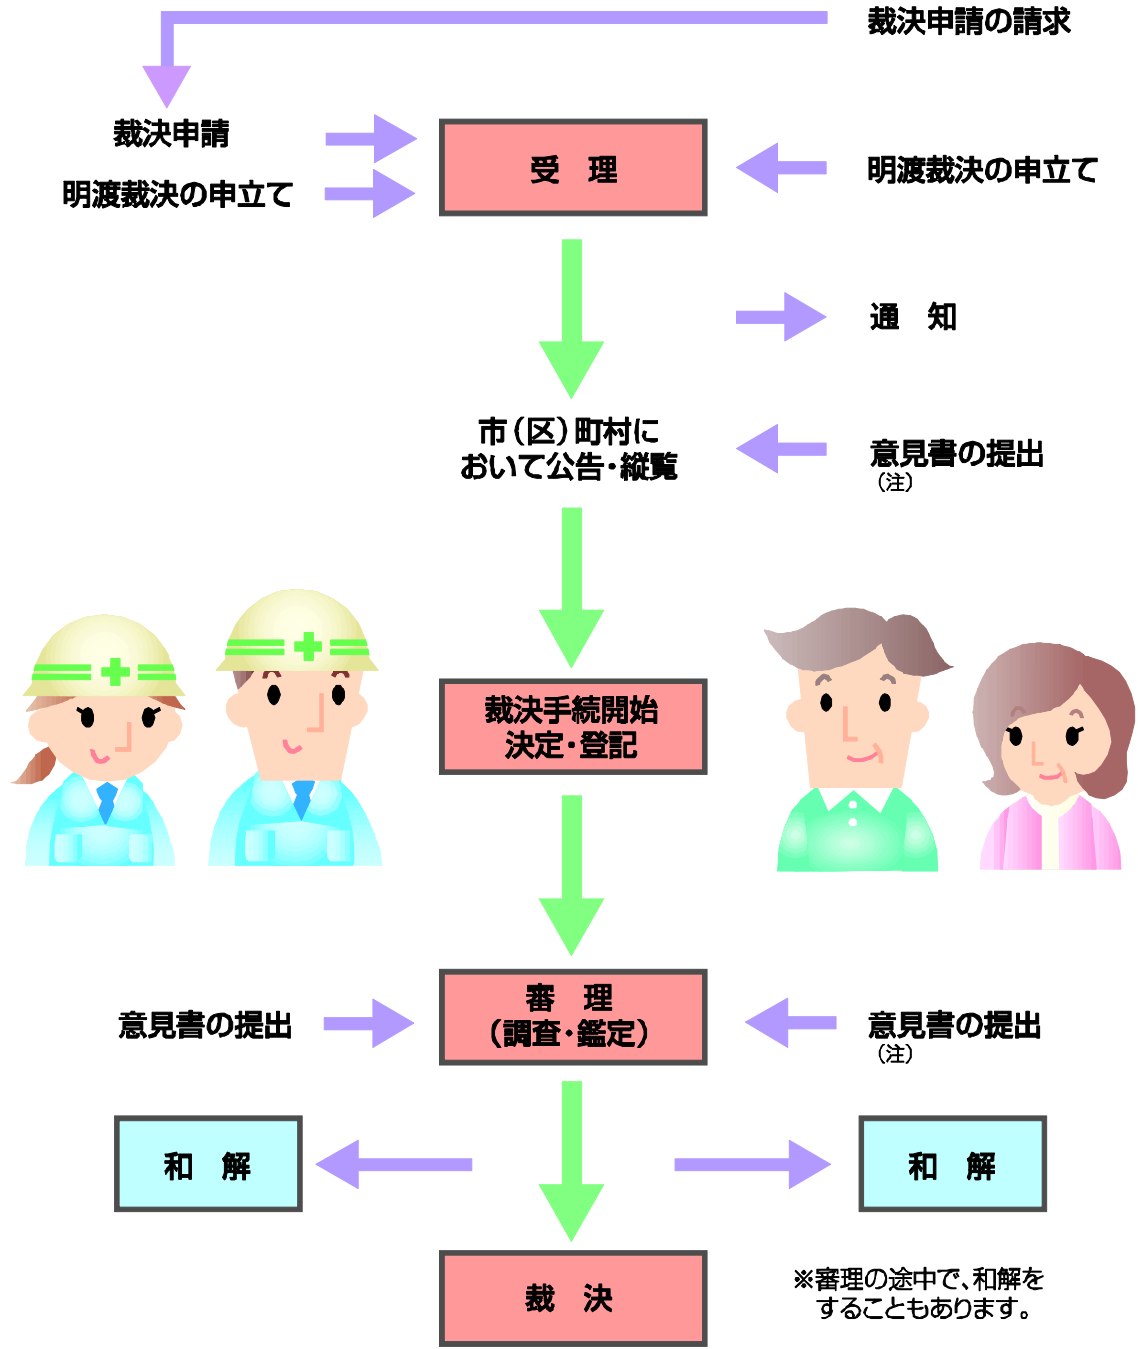 裁決申請の請求
裁決申請
明渡裁決の申立て
受　理
明渡裁決の申立て
通　知
市（区）町村に
おいて公告・縦覧
意見書の提出
（注）
裁決手続開始
決定・登記
意見書の提出
審　理
（調査・鑑定）
意見書の提出
（注）
和　解
和　解
裁　決
※審理の途中で、和解を
することもあります。